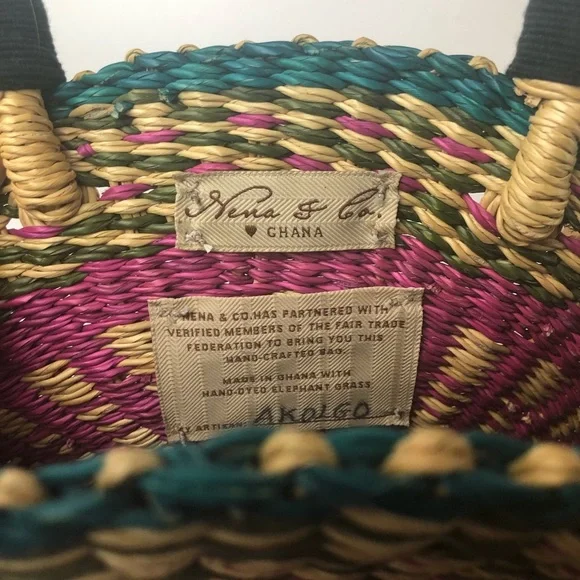 Nena & Co.
♥ GHANA
NENA & CO. HAS PARTNERED WITH
VERIFIED MEMBERS OF THE FAIR TRADE
FEDERATION TO BRING YOU THIS
HAND-CRAFTED BAG.
MADE IN GHANA WITH
HAND-DYED ELEPHANT GRASS
BY ARTISAN: AKOLGO